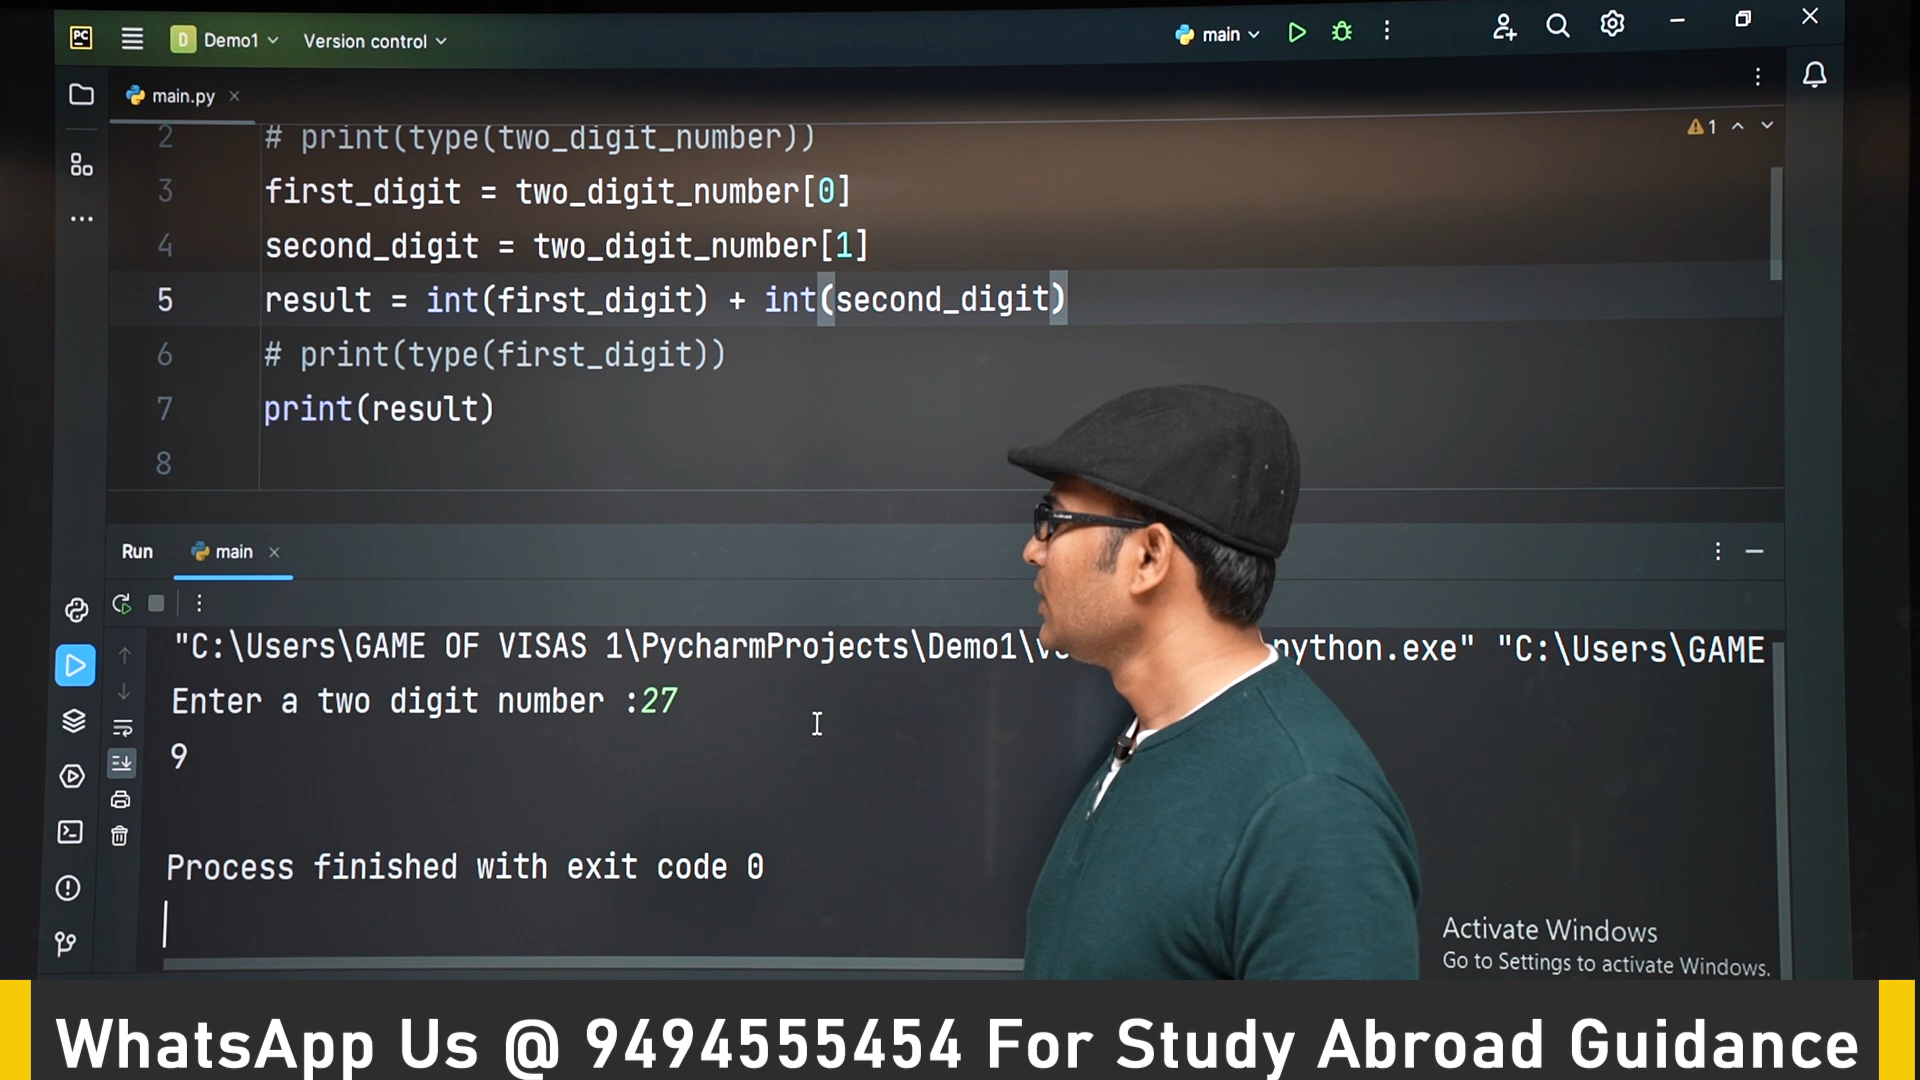 PC
D Demo1
Version control
main
main.py
1
2 # print(type(two_digit_number))
3 first_digit = two_digit_number[0]
4 second_digit = two_digit_number[1]
5 result = int(first_digit) + int(second_digit)
6 # print(type(first_digit))
7 print(result)
8
Run
main
"C:\Users\GAME OF VISAS 1\PycharmProjects\Demo1\v python.exe" "C:\Users\GAME
Enter a two digit number :27
9
Process finished with exit code 0
Activate Windows
Go to Settings to activate Windows.
WhatsApp Us @ 9494555454 For Study Abroad Guidance